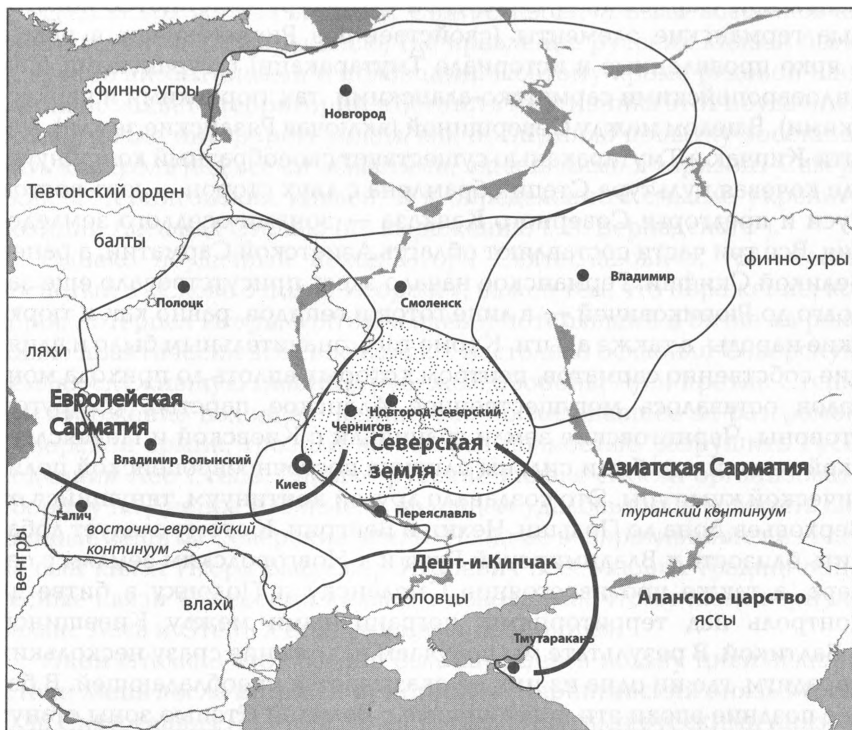 финно-угры
Новгород
Тевтонский орден
балты
Владимир
финно-угры
Полоцк
Смоленск
ляхи
Европейская
Сарматия
Новгород-Северский
Чернигов
Владимир-Волынский
Северская
земля
Киев
Азиатская Сарматия
Переяславль
туранский континуум
восточно-европейский
континуум
венгры
Дешт-и-Кипчак
половцы
Аланское царство
яссы
влахи
Тмутаракань